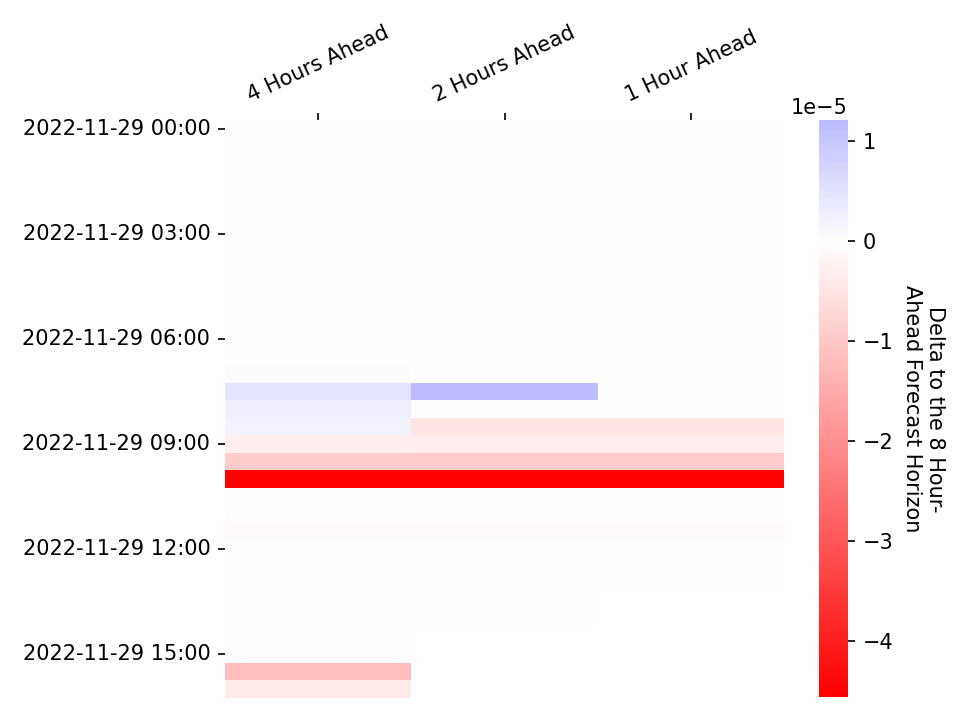 4 Hours Ahead
2 Hours Ahead
1 Hour Ahead
1e−5
2022-11-29 00:00
2022-11-29 03:00
2022-11-29 06:00
2022-11-29 09:00
2022-11-29 12:00
2022-11-29 15:00
1
0
−1
−2
−3
−4
Delta to the 8 Hour-
Ahead Forecast Horizon